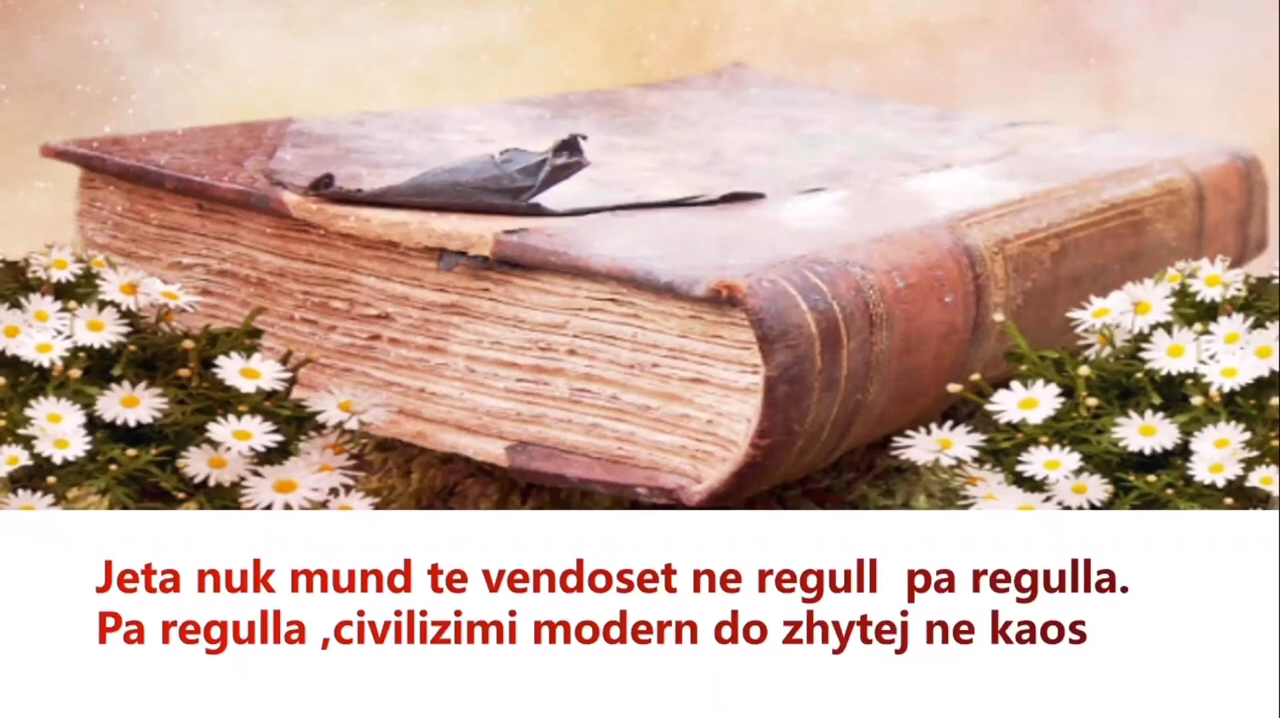 Jeta nuk mund te vendoset ne regull  pa regulla.
Pa regulla ,civilizimi modern do zhytej ne kaos